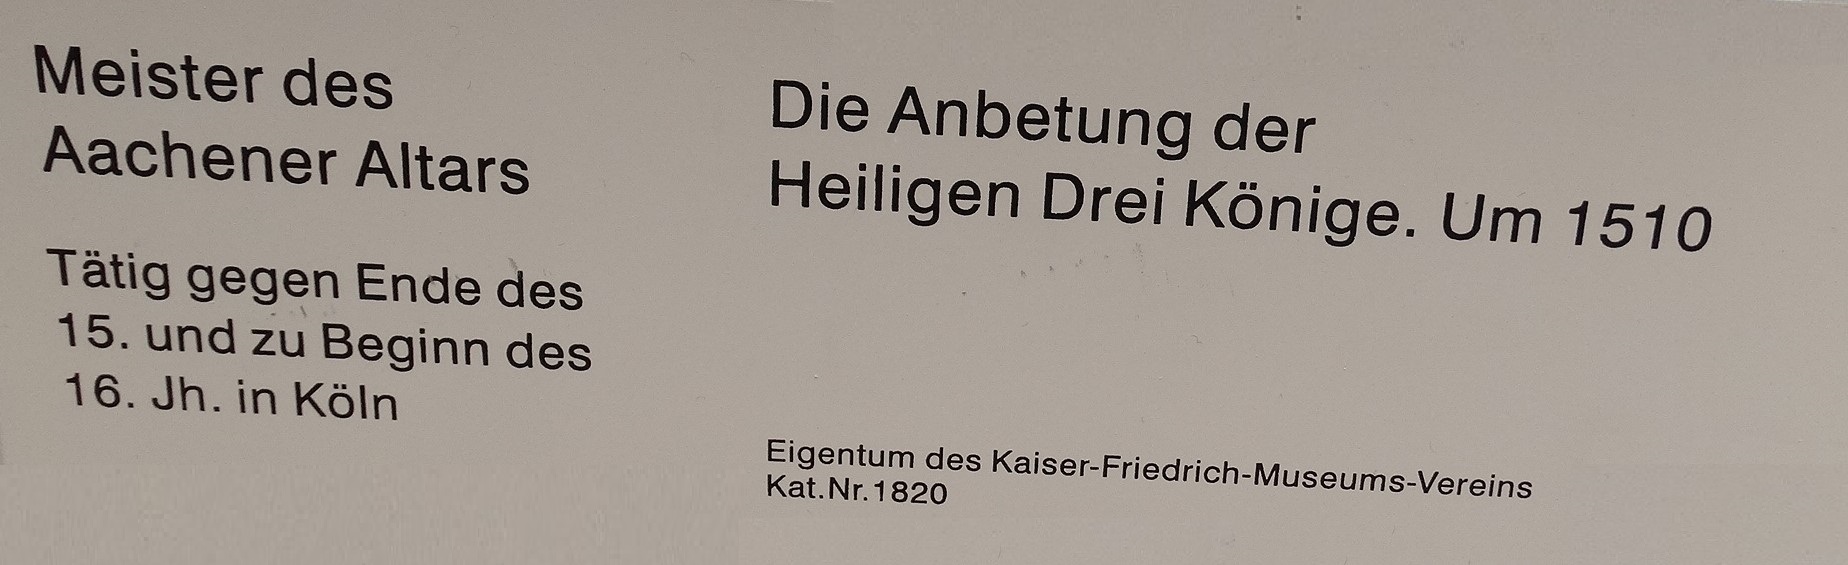 Meister des
Aachener Altars
Tätig gegen Ende des
15. und zu Beginn des
16. Jh. in Köln
Die Anbetung der
Heiligen Drei Könige. Um 1510
Eigentum des Kaiser-Friedrich-Museums-Vereins
Kat.Nr.1820